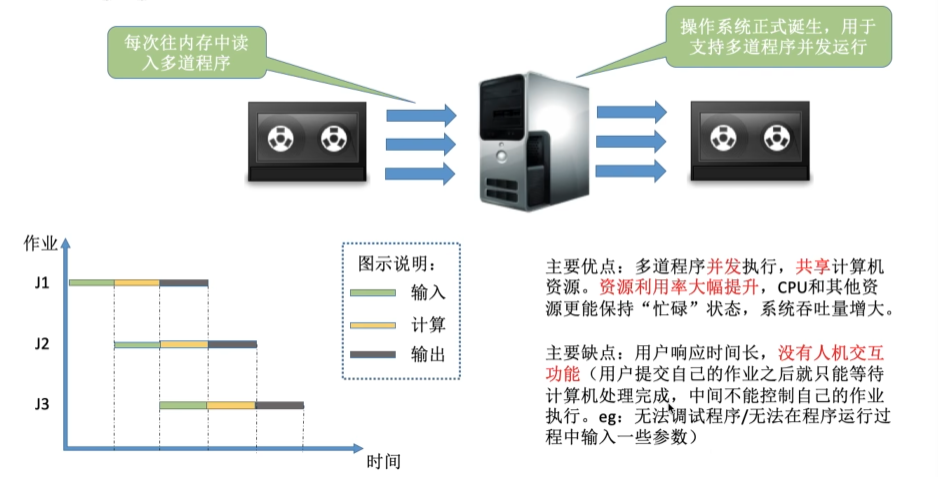 每次往内存中读
入多道程序
操作系统正式诞生，用于
支持多道程序并发运行
作业
J1
J2
J3
时间
图示说明：
输入
计算
输出
主要优点：多道程序并发执行，共享计算机
资源。资源利用率大幅提升，CPU和其他资
源更能保持“忙碌”状态，系统吞吐量增大。
主要缺点：用户响应时间长，没有人机交互
功能（用户提交自己的作业之后就只能等待
计算机处理完成，中间不能控制自己的作业
执行。eg：无法调试程序/无法在程序运行过
程中输入一些参数）